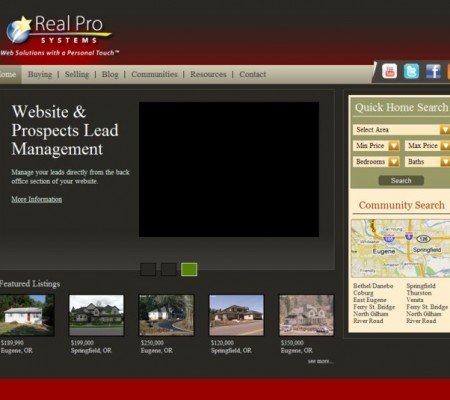 Real Pro
SYSTEMS
Web Solutions with a Personal Touch™
Home Buying | Selling | Blog | Communities | Resources | Contact
You
Tube
Website &
Prospects Lead
Management
Manage your leads directly from the back
office section of your website.
More Information
Quick Home Search
Select Area
Min Price Max Price
Bedrooms Baths
Search
Community Search
Eugene
Springfield
126
Bethel/Danebo Springfield
Coburg Thurston
East Eugene Veneta
Ferry St. Bridge Ferry St. Bridge
North Gilham North Gilham
River Road River Road
Featured Listings
$189,990 $199,000 $250,000 $120,000 $350,000
Eugene, OR Springfield, OR Eugene, OR Springfield, OR Eugene, OR
see more...